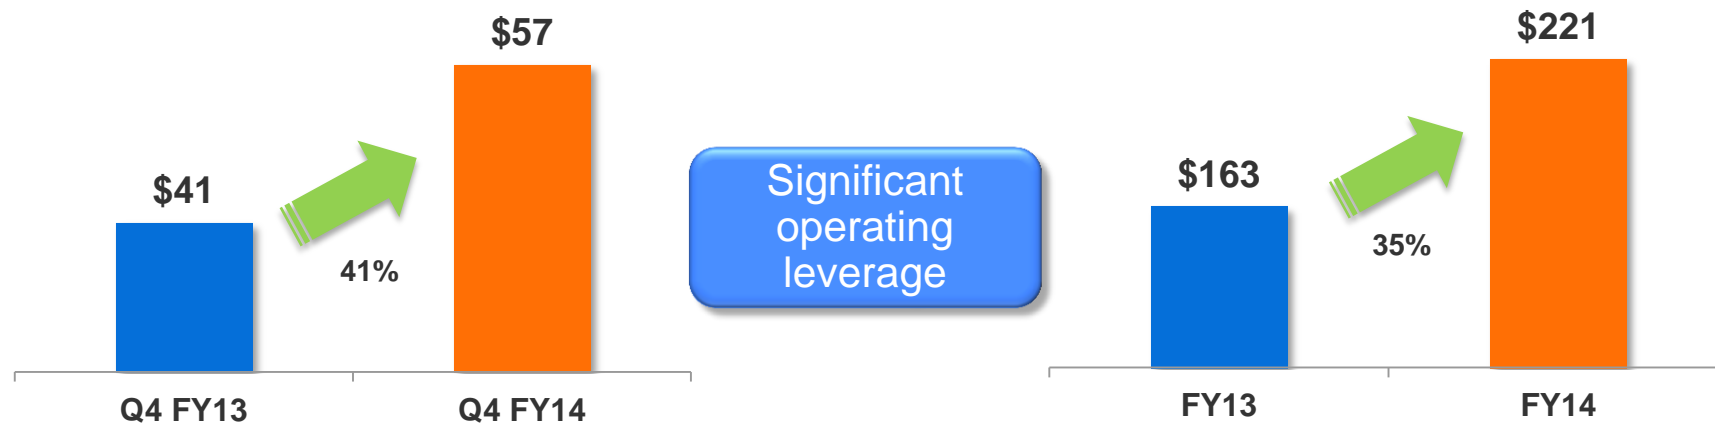 $41
$57
41%
Q4 FY13
Q4 FY14
Significant
operating
leverage
$163
$221
35%
FY13
FY14